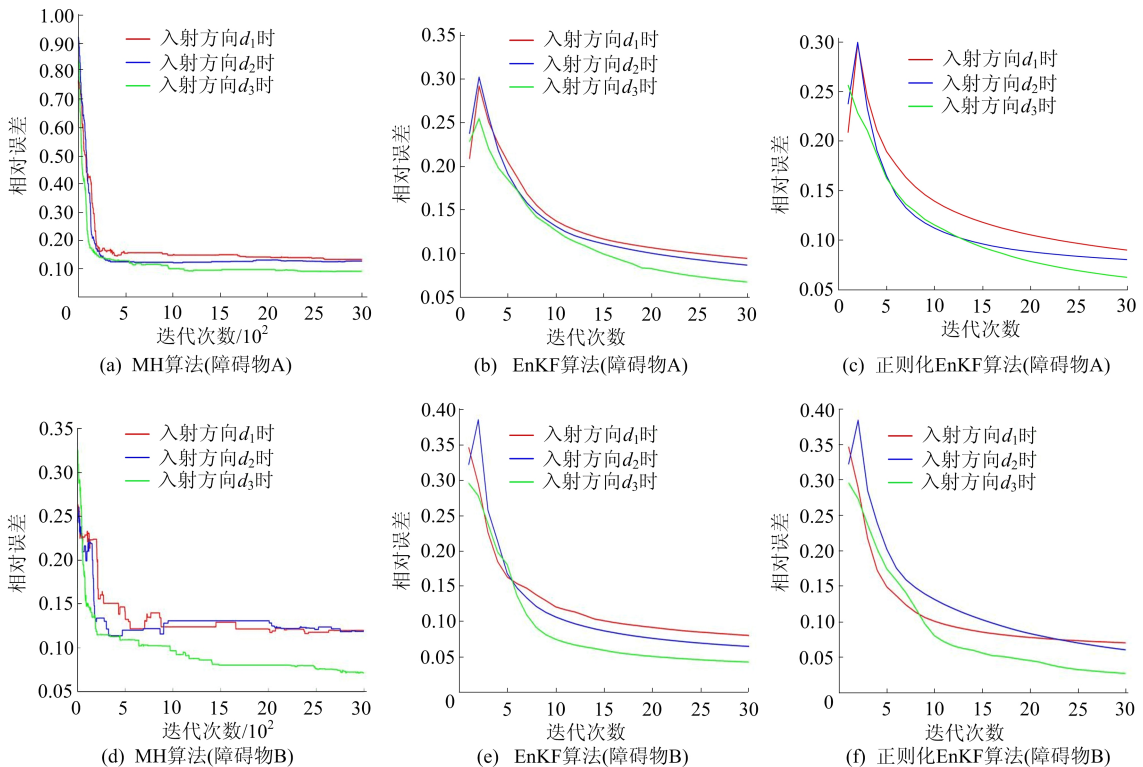 1.00
0.90
0.80
0.70
0.60
0.50
0.40
0.30
0.20
0.10
0
相对误差
入射方向d₁时
入射方向d₂时
入射方向d₃时
5 10 15 20 25 30
迭代次数/10²
(a) MH算法(障碍物A)
0.35
0.30
0.25
0.20
0.15
0.10
0.05
相对误差
入射方向d₁时
入射方向d₂时
入射方向d₃时
0 5 10 15 20 25 30
迭代次数
(b) EnKF算法(障碍物A)
0.30
0.25
0.20
0.15
0.10
0.05
相对误差
入射方向d₁时
入射方向d₂时
入射方向d₃时
0 5 10 15 20 25 30
迭代次数
(c) 正则化EnKF算法(障碍物A)
0.35
0.30
0.25
0.20
0.15
0.10
0.05
相对误差
入射方向d₁时
入射方向d₂时
入射方向d₃时
0 5 10 15 20 25 30
迭代次数/10²
(d) MH算法(障碍物B)
0.40
0.35
0.30
0.25
0.20
0.15
0.10
0.05
0
相对误差
入射方向d₁时
入射方向d₂时
入射方向d₃时
5 10 15 20 25 30
迭代次数
(e) EnKF算法(障碍物B)
0.40
0.35
0.30
0.25
0.20
0.15
0.10
0.05
0
相对误差
入射方向d₁时
入射方向d₂时
入射方向d₃时
5 10 15 20 25 30
迭代次数
(f) 正则化EnKF算法(障碍物B)